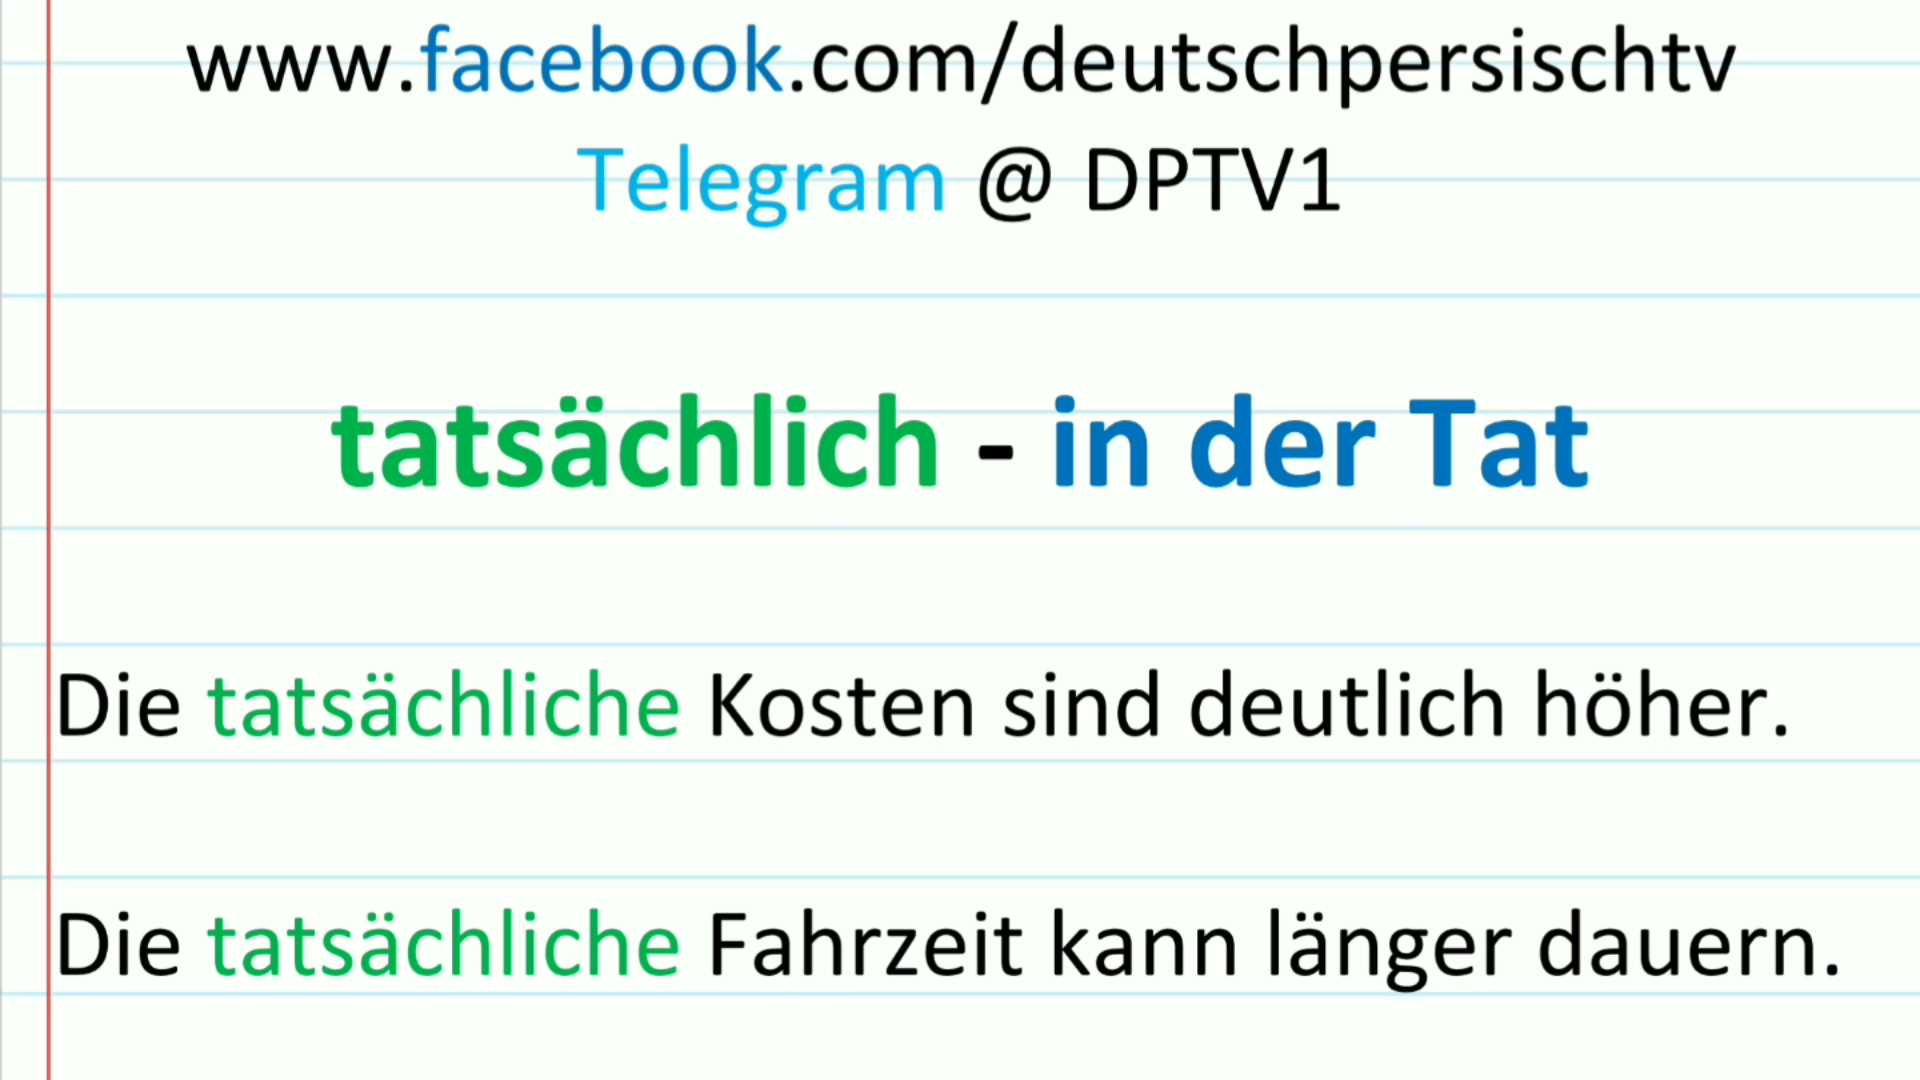 www.facebook.com/deutschpersischtv
Telegram @ DPTV1
tatsächlich - in der Tat
Die tatsächliche Kosten sind deutlich höher.
Die tatsächliche Fahrzeit kann länger dauern.